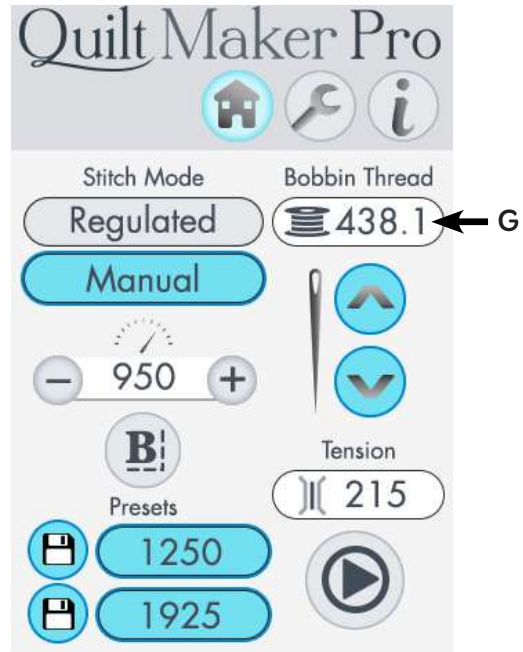 Quilt Maker Pro
i
Stitch Mode
Bobbin Thread
Regulated
438.1
G
Manual
950
B
Tension
215
Presets
1250
1925